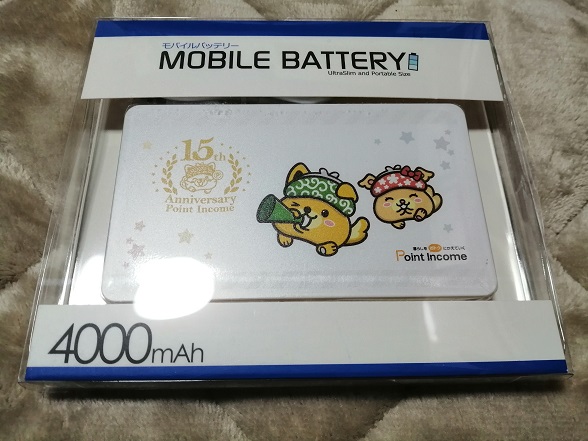 モバイルバッテリー
MOBILE BATTERY
UltraSlim and Portable Size
15th
Anniversary
Point Income
Point Income
4000mAh